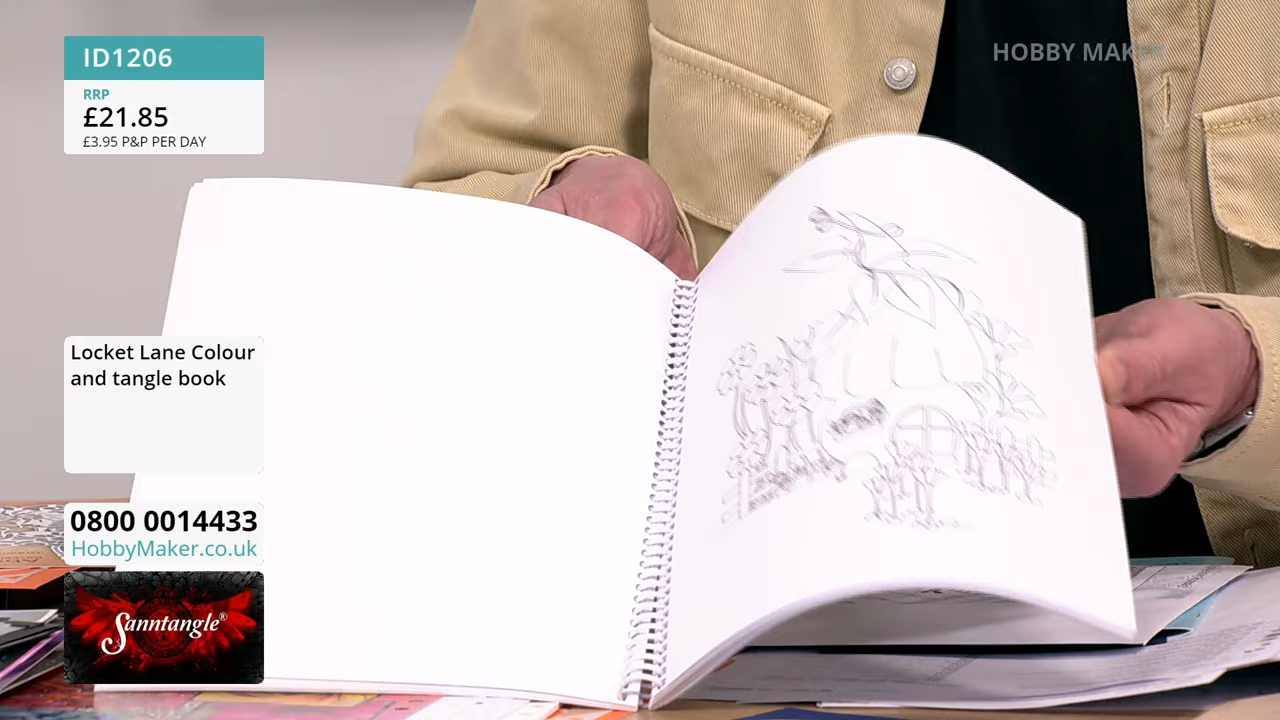 ID1206
RRP
£21.85
£3.95 P&P PER DAY
HOBBY MAKER
Locket Lane Colour
and tangle book
0800 0014433
HobbyMaker.co.uk
Sanntangle®